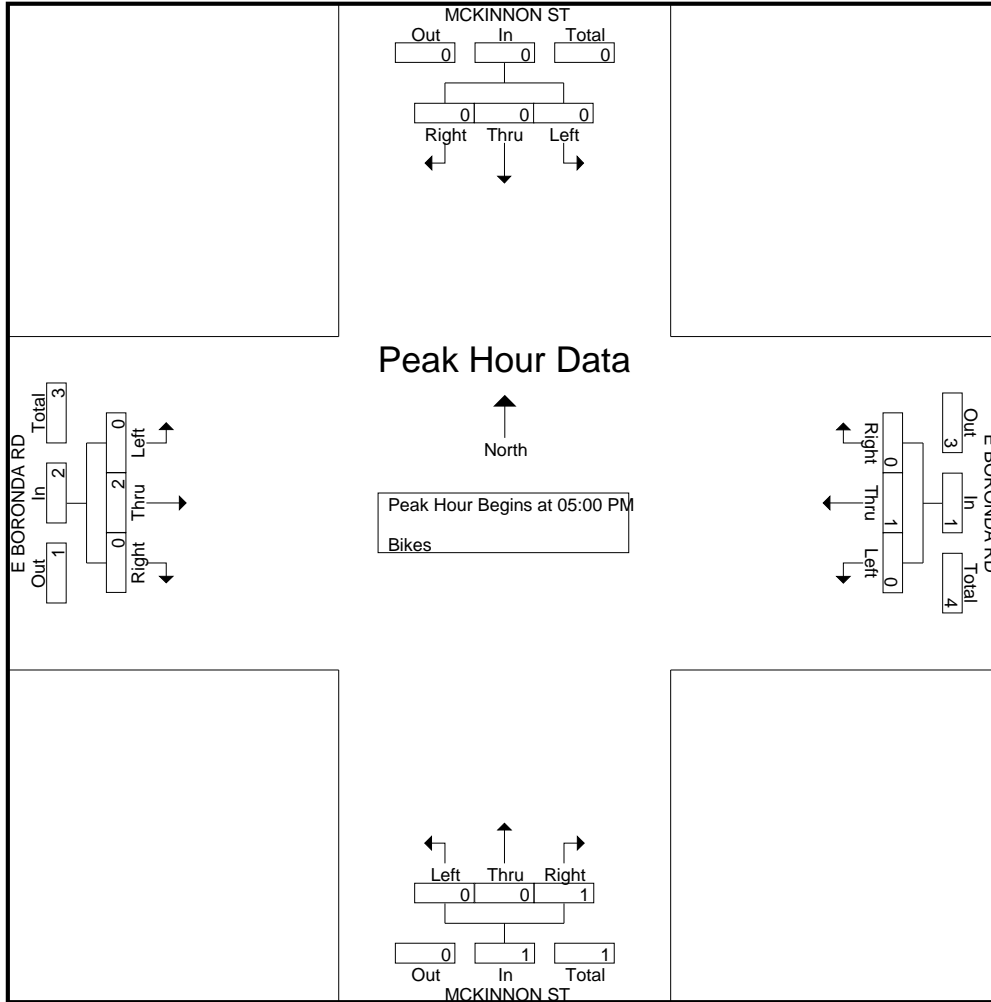 MCKINNON ST
Out In Total
0 0 0
0 0 0
Right Thru Left
Peak Hour Data
North
Peak Hour Begins at 05:00 PM
Bikes
E BORONDA RD
Out In Total
1 2 3
0 2 0
Right Thru Left
E BORONDA RD
Out In Total
3 1 4
0 1 0
Right Thru Left
Left Thru Right
0 0 1
0 1 1
Out In Total
MCKINNON ST